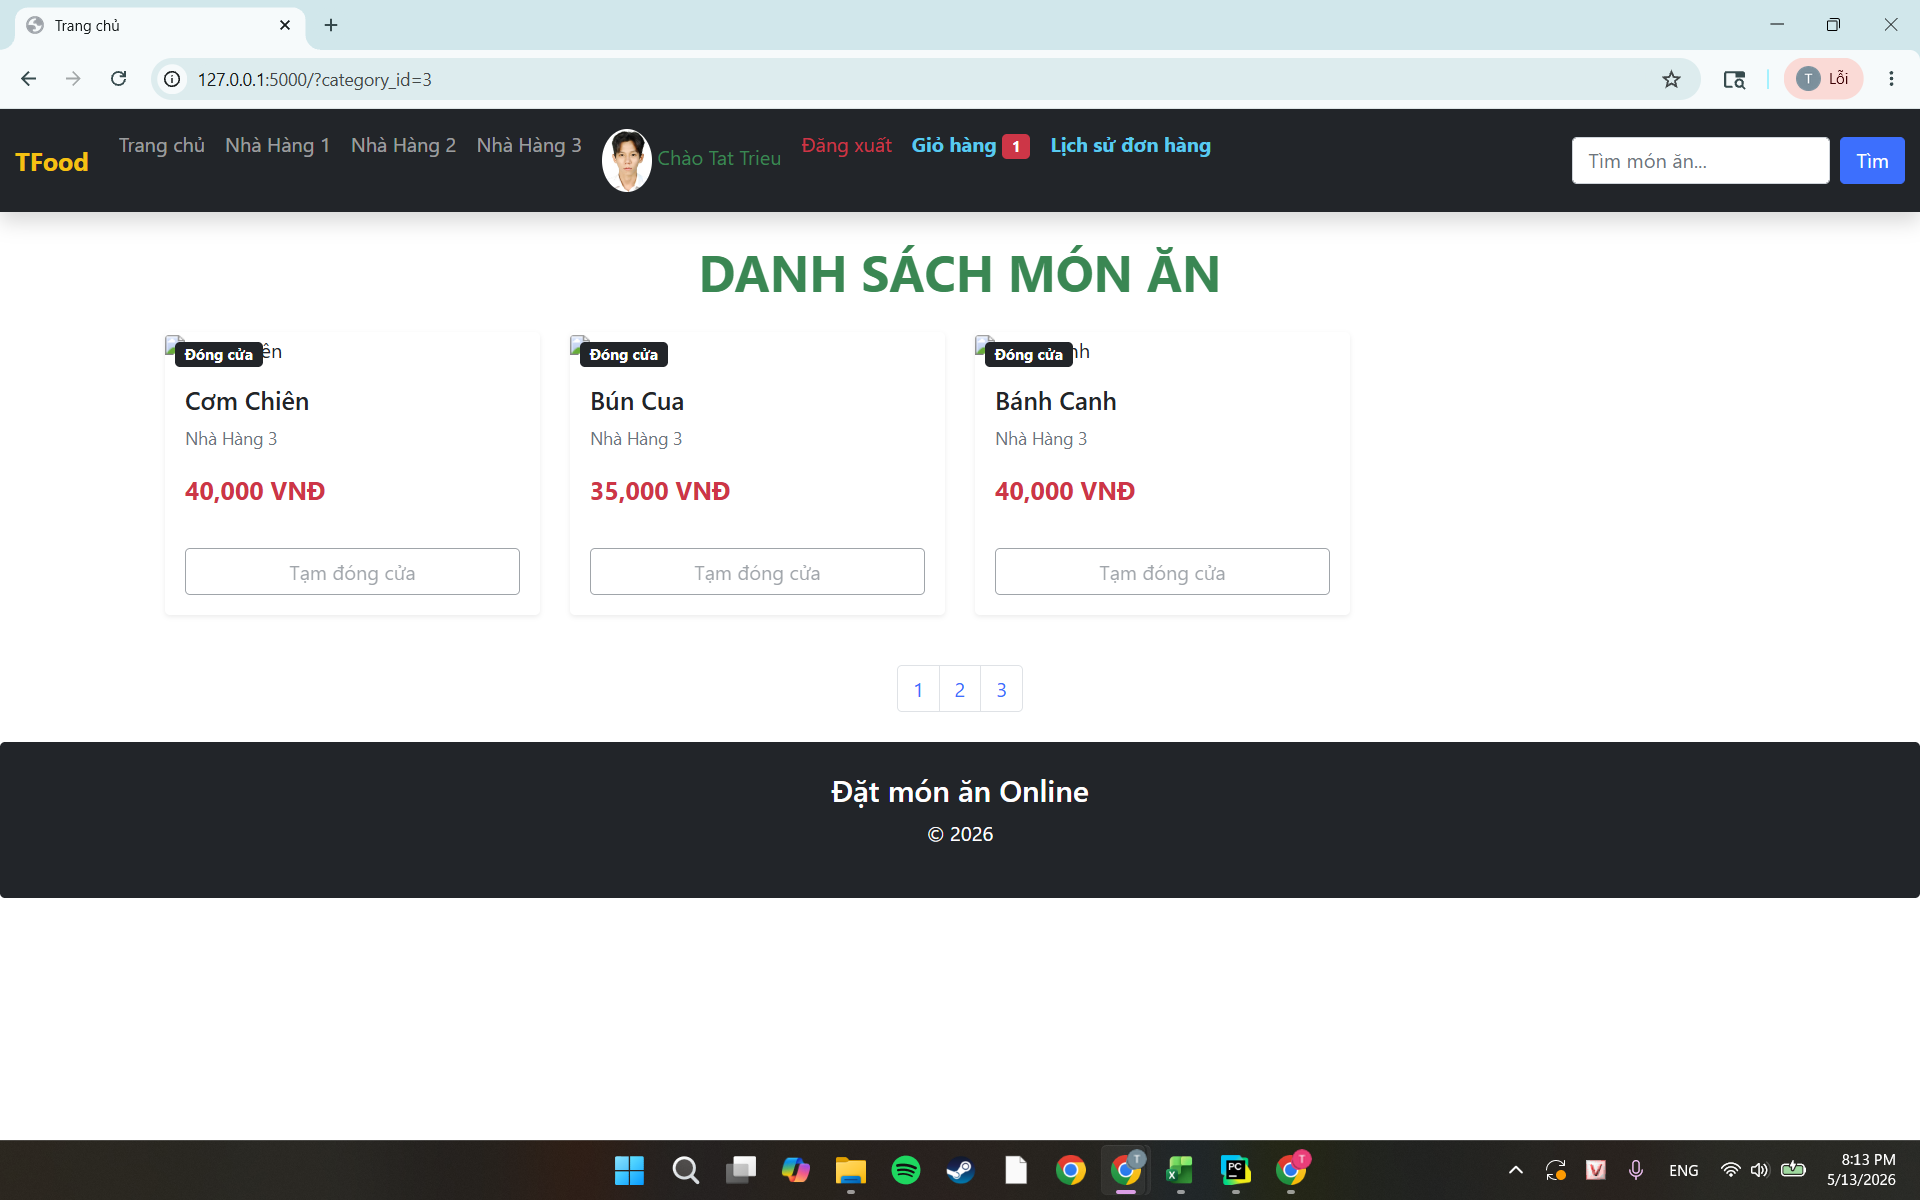 Trang chủ
127.0.0.1:5000/?category_id=3
T Lỗi
TFood
Trang chủ
Nhà Hàng 1
Nhà Hàng 2
Nhà Hàng 3
Chào Tat Trieu
Đăng xuất
Giỏ hàng 1
Lịch sử đơn hàng
Tìm món ăn...
Tìm
DANH SÁCH MÓN ĂN
Đóng cửa ên
Cơm Chiên
Nhà Hàng 3
40,000 VNĐ
Tạm đóng cửa
Đóng cửa
Bún Cua
Nhà Hàng 3
35,000 VNĐ
Tạm đóng cửa
Đóng cửa nh
Bánh Canh
Nhà Hàng 3
40,000 VNĐ
Tạm đóng cửa
1 2 3
Đặt món ăn Online
© 2026
T
PC
T
V
ENG
8:13 PM
5/13/2026